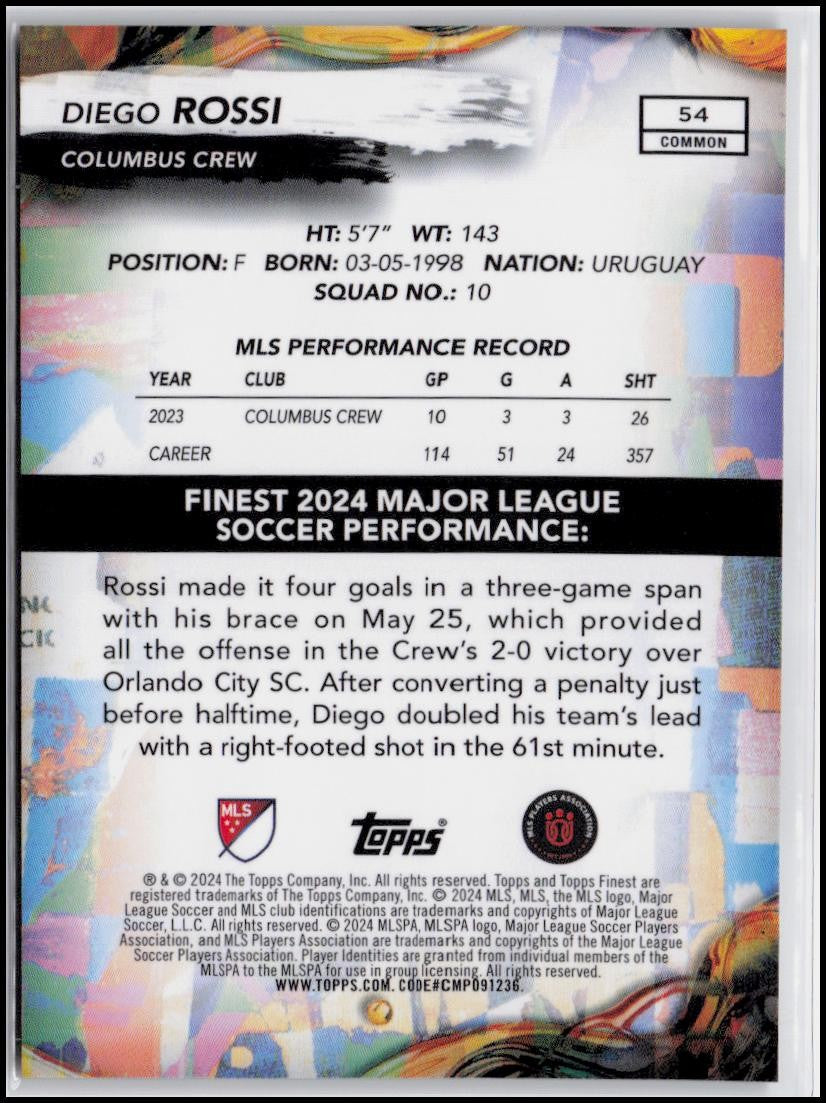 DIEGO ROSSI
COLUMBUS CREW
54
COMMON
HT: 5'7" WT: 143
POSITION: F BORN: 03-05-1998 NATION: URUGUAY
SQUAD NO.: 10
MLS PERFORMANCE RECORD
YEAR CLUB GP G A SHT
2023 COLUMBUS CREW 10 3 3 26
CAREER 114 51 24 357
FINEST 2024 MAJOR LEAGUE
SOCCER PERFORMANCE:
Rossi made it four goals in a three-game span
with his brace on May 25, which provided
all the offense in the Crew's 2-0 victory over
Orlando City SC. After converting a penalty just
before halftime, Diego doubled his team's lead
with a right-footed shot in the 61st minute.
MLS
Topps®
MLS PLAYERS ASSOCIATION
® & © 2024 The Topps Company, Inc. All rights reserved. Topps and Topps Finest are
registered trademarks of The Topps Company, Inc. © 2024 MLS, MLS, the MLS logo, Major
League Soccer and MLS club identifications are trademarks and copyrights of Major League
Soccer, L.L.C. All rights reserved. © 2024 MLSPA, MLSPA logo, Major League Soccer Players
Association, and MLS Players Association are trademarks and copyrights of the Major League
Soccer Players Association. Player Identities are granted from individual members of the
MLSPA to the MLSPA for use in group licensing. All rights reserved.
WWW.TOPPS.COM. CODE#CMP091236.